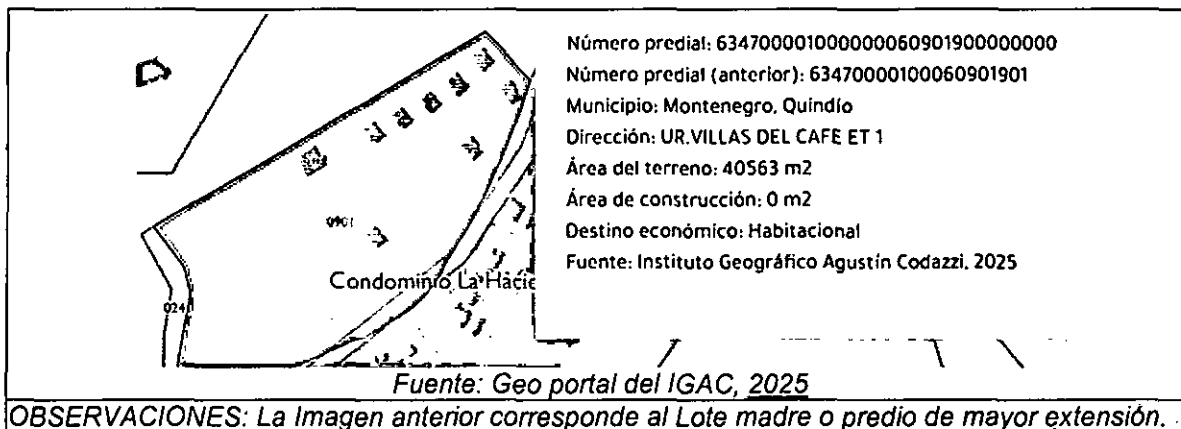 Número predial: 634700001000000060901900000000
Número predial (anterior): 63470000100060901901
Municipio: Montenegro, Quindío
Dirección: UR.VILLAS DEL CAFE ET 1
Área del terreno: 40563 m2
Área de construcción: 0 m2
Destino económico: Habitacional
Fuente: Instituto Geográfico Agustín Codazzi, 2025
0901
Condominio La Hacie
024
Fuente: Geo portal del IGAC, 2025
OBSERVACIONES: La Imagen anterior corresponde al Lote madre o predio de mayor extensión.